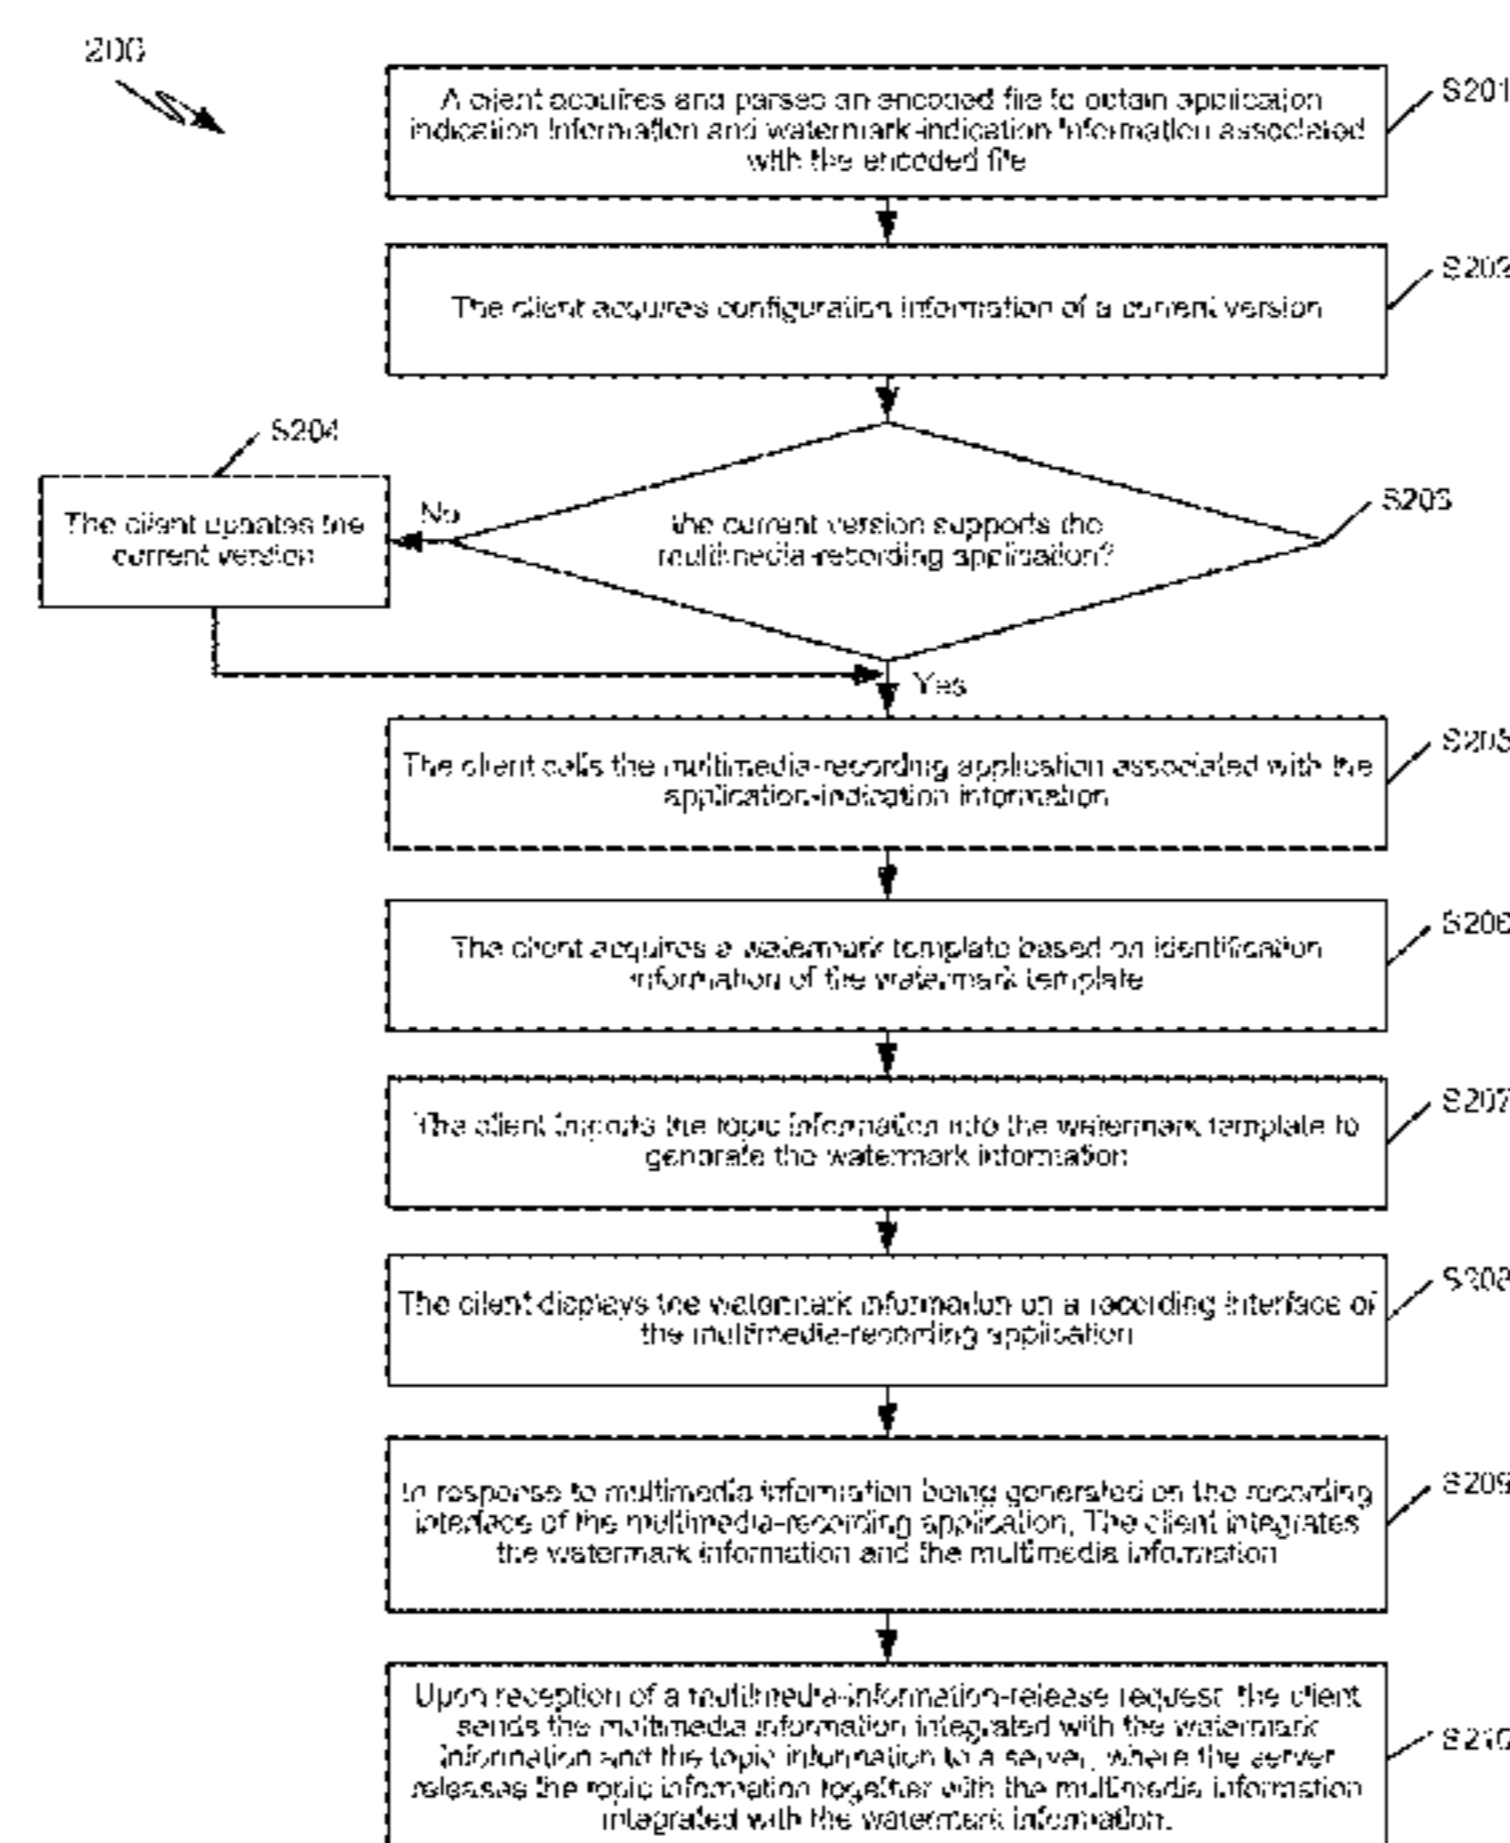 200
A client acquires and parses an encoded file to obtain application
indication information and watermark-indication information associated
with the encoded file
S201
The client acquires configuration information of a current version
S202
S204
The client updates the
current version
No
the current version supports the
multimedia-recording application?
S203
Yes
The client calls the multimedia-recording application associated with the
application-indication information
S205
The client acquires a watermark template based on identification
information of the watermark template
S206
The client imports the topic information into the watermark template to
generate the watermark information
S207
The client displays the watermark information on a recording interface of
the multimedia-recording application
S208
In response to multimedia information being generated on the recording
interface of the multimedia-recording application, The client integrates
the watermark information and the multimedia information
S209
Upon reception of a multimedia-information-release request, the client
sends the multimedia information integrated with the watermark
information and the topic information to a server, where the server
releases the topic information together with the multimedia information
integrated with the watermark information.
S210